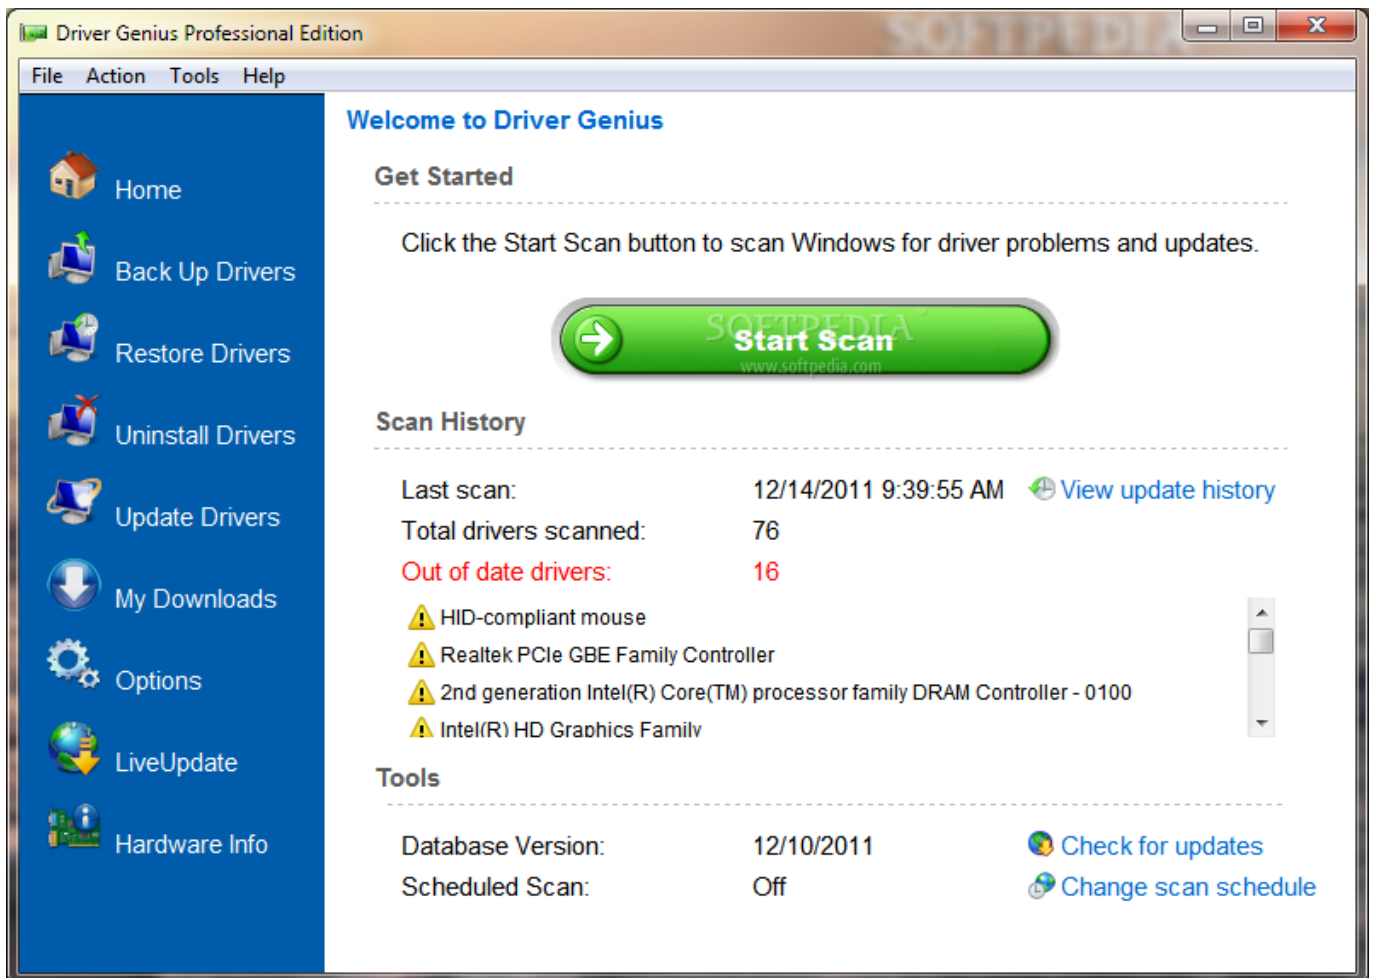 Driver Genius Professional Edition
SOFTPEDIA
File Action Tools Help
Welcome to Driver Genius
Get Started
Click the Start Scan button to scan Windows for driver problems and updates.
SOFTPEDIA
Start Scan
www.softpedia.com
Home
Back Up Drivers
Restore Drivers
Uninstall Drivers
Update Drivers
My Downloads
Options
LiveUpdate
Hardware Info
Scan History
Last scan: 12/14/2011 9:39:55 AM View update history
Total drivers scanned: 76
Out of date drivers: 16
HID-compliant mouse
Realtek PCIe GBE Family Controller
2nd generation Intel(R) Core(TM) processor family DRAM Controller - 0100
Intel(R) HD Graphics Family
Tools
Database Version: 12/10/2011 Check for updates
Scheduled Scan: Off Change scan schedule